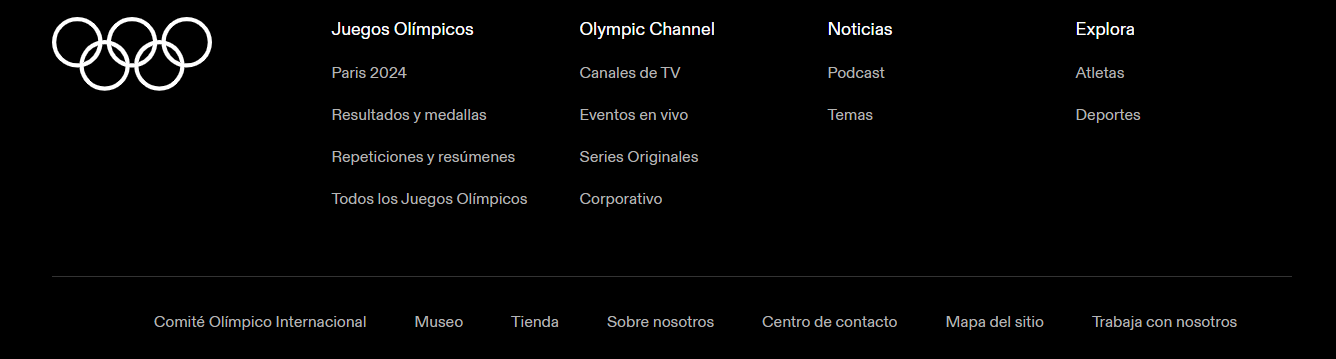 Juegos Olímpicos
Paris 2024
Resultados y medallas
Repeticiones y resúmenes
Todos los Juegos Olímpicos
Olympic Channel
Canales de TV
Eventos en vivo
Series Originales
Corporativo
Noticias
Podcast
Temas
Explora
Atletas
Deportes
Comité Olímpico Internacional
Museo
Tienda
Sobre nosotros
Centro de contacto
Mapa del sitio
Trabaja con nosotros